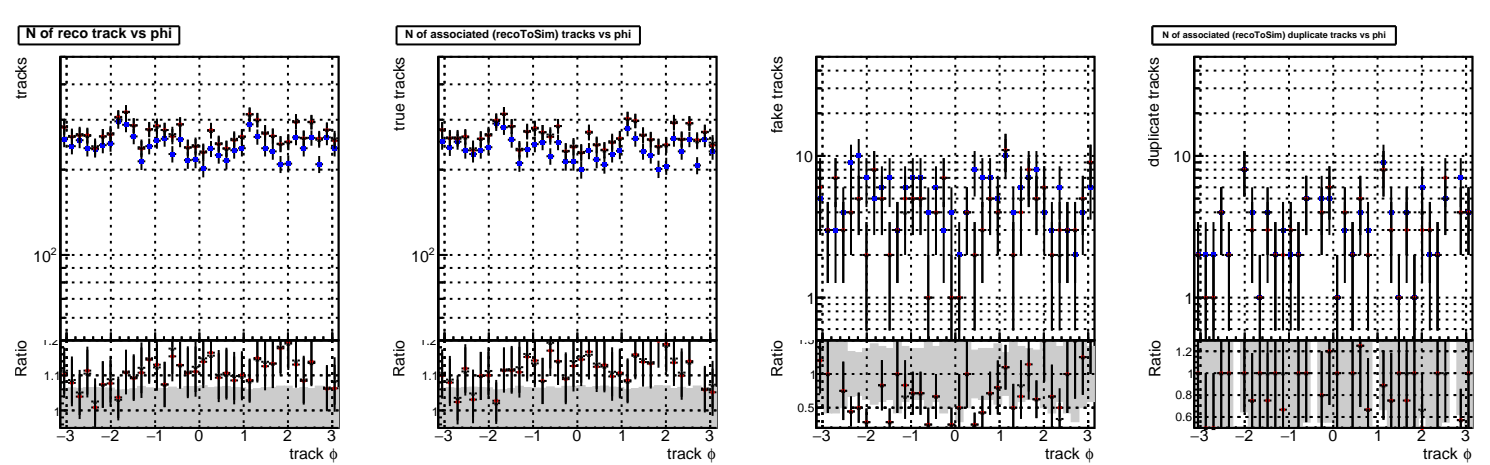 N of reco track vs phi
tracks
10²
Ratio
1.2
1.1
1
−3 −2 −1 0 1 2 3
track ϕ
N of associated (recoToSim) tracks vs phi
true tracks
10²
Ratio
1.2
1.1
1
−3 −2 −1 0 1 2 3
track ϕ
fake tracks
10
1
Ratio
1.5
1
0.5
−3 −2 −1 0 1 2 3
track ϕ
N of associated (recoToSim) duplicate tracks vs phi
duplicate tracks
10
1
Ratio
1.2
1
0.8
0.6
−3 −2 −1 0 1 2 3
track ϕ